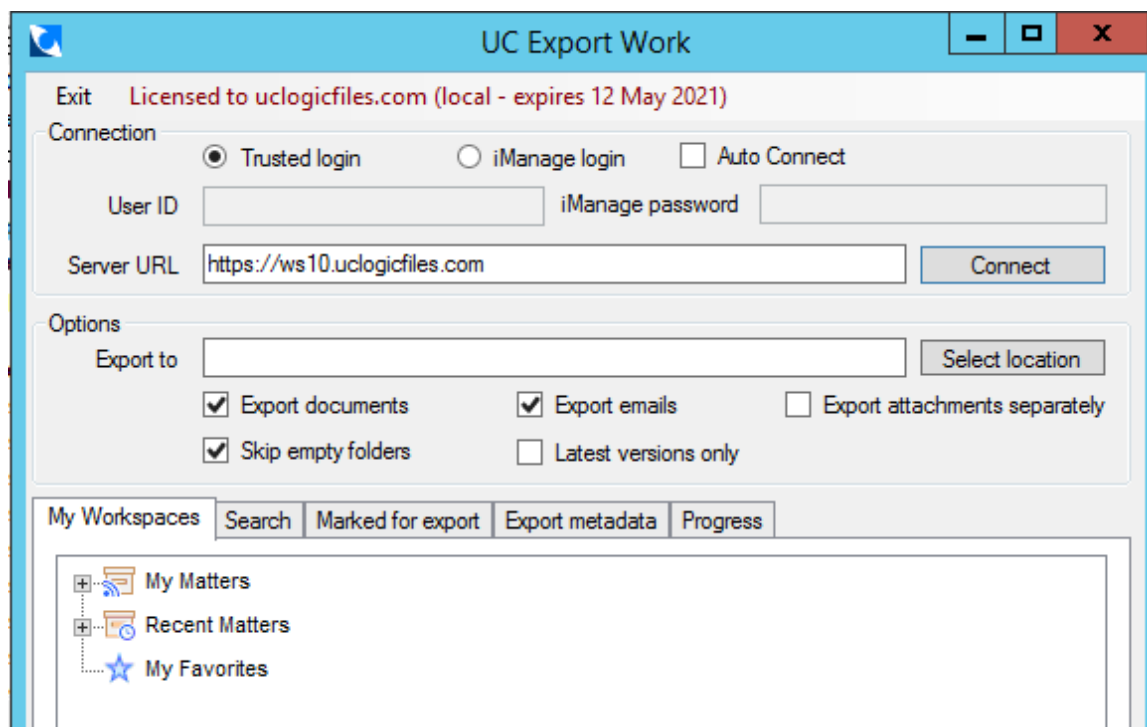 UC Export Work
Exit Licensed to uclogicfiles.com (local - expires 12 May 2021)
Connection
Trusted login iManage login Auto Connect
User ID iManage password
Server URL https://ws10.uclogicfiles.com Connect
Options
Export to Select location
Export documents Export emails Export attachments separately
Skip empty folders Latest versions only
My Workspaces Search Marked for export Export metadata Progress
My Matters
Recent Matters
My Favorites